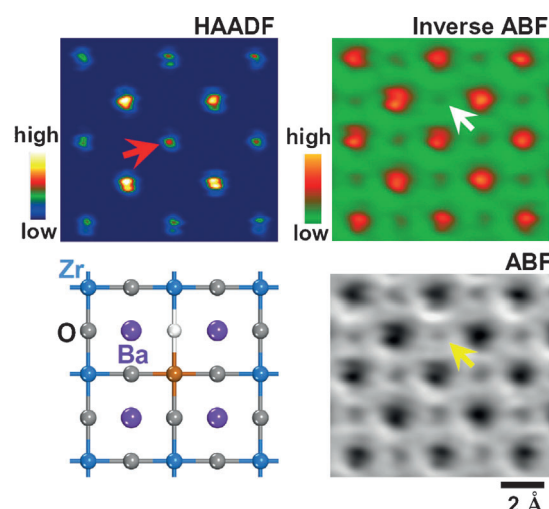 HAADF
Inverse ABF
high
low
high
low
Zr
O
Ba
ABF
2 Å